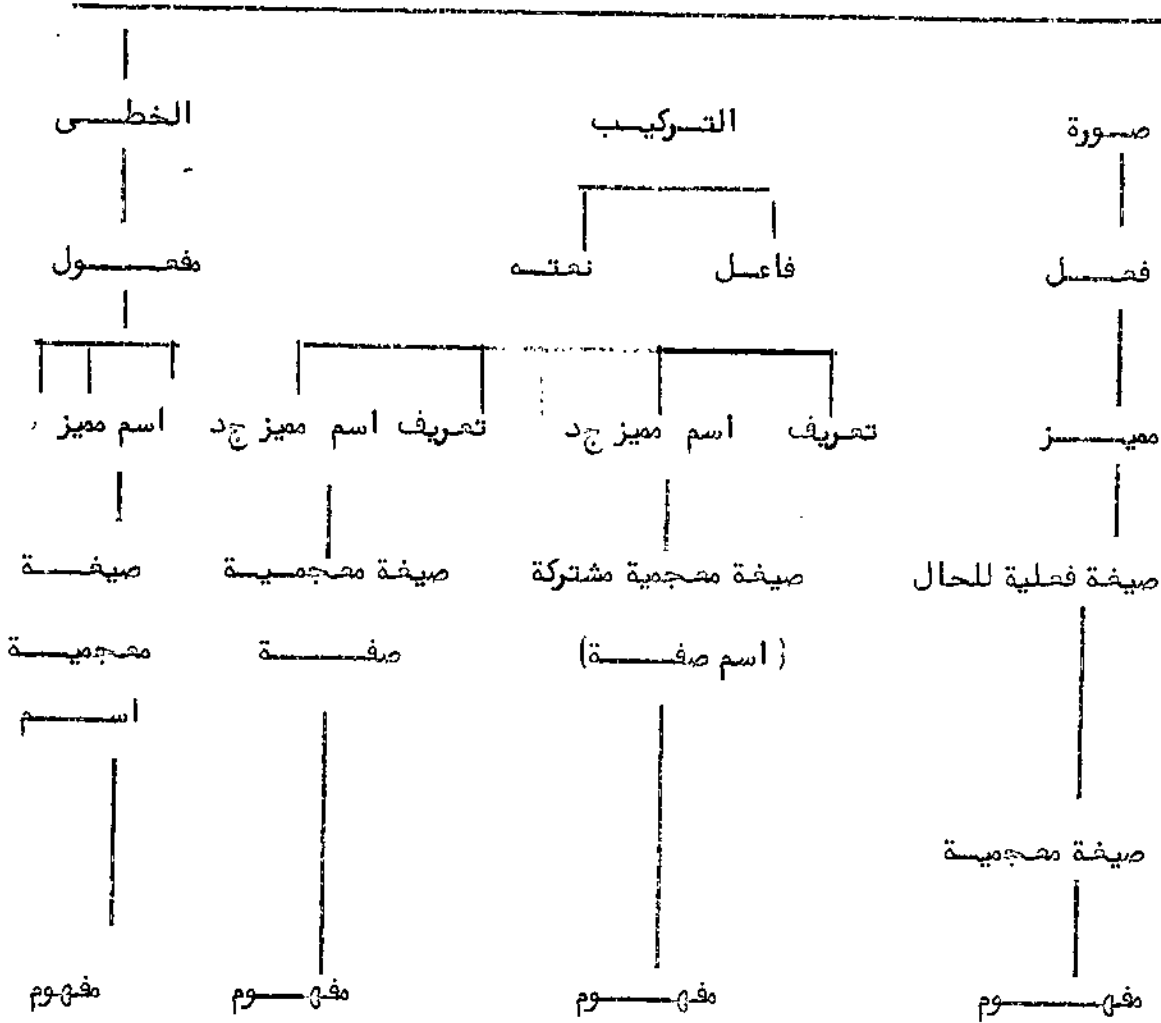 صورة التركيب الخطى
فعل فاعل نعته مفعول
مميز تعريف اسم مميز ج د تعريف اسم مميز ج د اسم مميز
صيغة فعلية للحال صيغة معجمية مشتركة صيغة معجمية صيغة
(اسم صفة) صفة معجمية
اسم
صيغة معجمية
مفهوم مفهوم مفهوم مفهوم